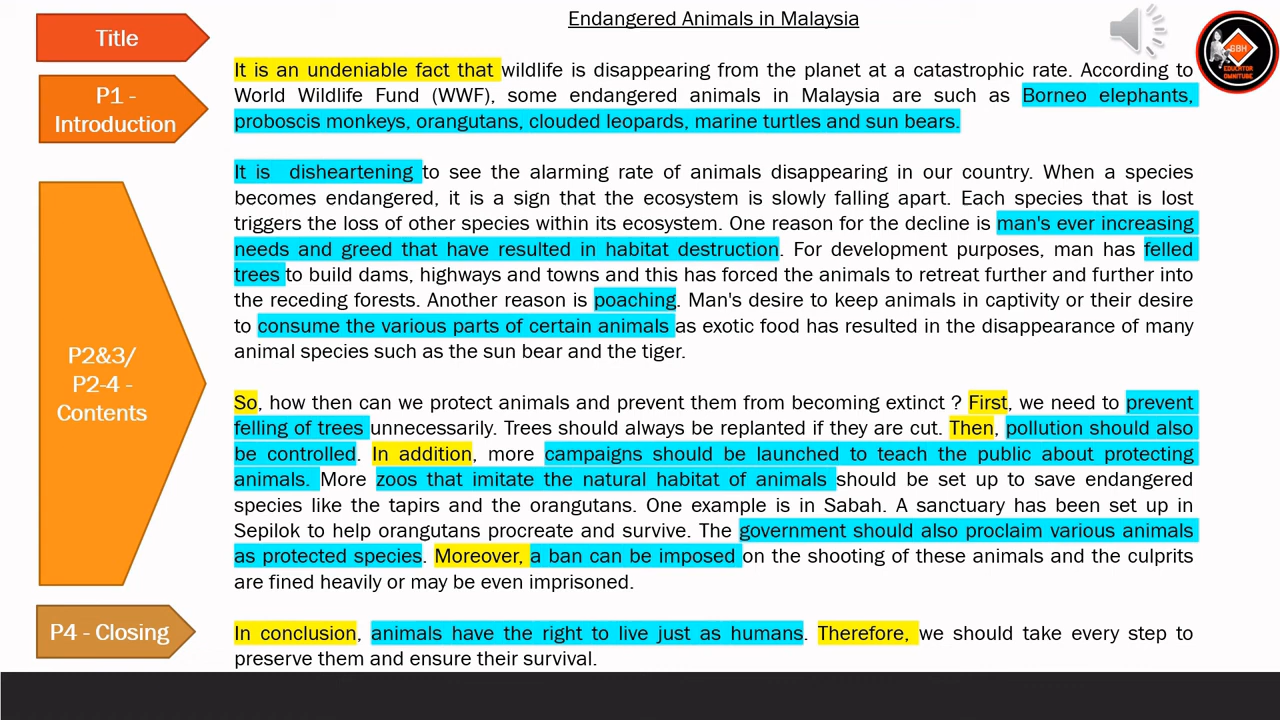 Endangered Animals in Malaysia
Title
GBH
EDUCATOR
OMNITUBE
P1 -
Introduction
It is an undeniable fact that wildlife is disappearing from the planet at a catastrophic rate. According to
World Wildlife Fund (WWF), some endangered animals in Malaysia are such as Borneo elephants,
proboscis monkeys, orangutans, clouded leopards, marine turtles and sun bears.
P2&3/
P2-4 -
Contents
It is disheartening to see the alarming rate of animals disappearing in our country. When a species
becomes endangered, it is a sign that the ecosystem is slowly falling apart. Each species that is lost
triggers the loss of other species within its ecosystem. One reason for the decline is man's ever increasing
needs and greed that have resulted in habitat destruction. For development purposes, man has felled
trees to build dams, highways and towns and this has forced the animals to retreat further and further into
the receding forests. Another reason is poaching. Man's desire to keep animals in captivity or their desire
to consume the various parts of certain animals as exotic food has resulted in the disappearance of many
animal species such as the sun bear and the tiger.
So, how then can we protect animals and prevent them from becoming extinct ? First, we need to prevent
felling of trees unnecessarily. Trees should always be replanted if they are cut. Then, pollution should also
be controlled. In addition, more campaigns should be launched to teach the public about protecting
animals. More zoos that imitate the natural habitat of animals should be set up to save endangered
species like the tapirs and the orangutans. One example is in Sabah. A sanctuary has been set up in
Sepilok to help orangutans procreate and survive. The government should also proclaim various animals
as protected species. Moreover, a ban can be imposed on the shooting of these animals and the culprits
are fined heavily or may be even imprisoned.
P4 - Closing
In conclusion, animals have the right to live just as humans. Therefore, we should take every step to
preserve them and ensure their survival.